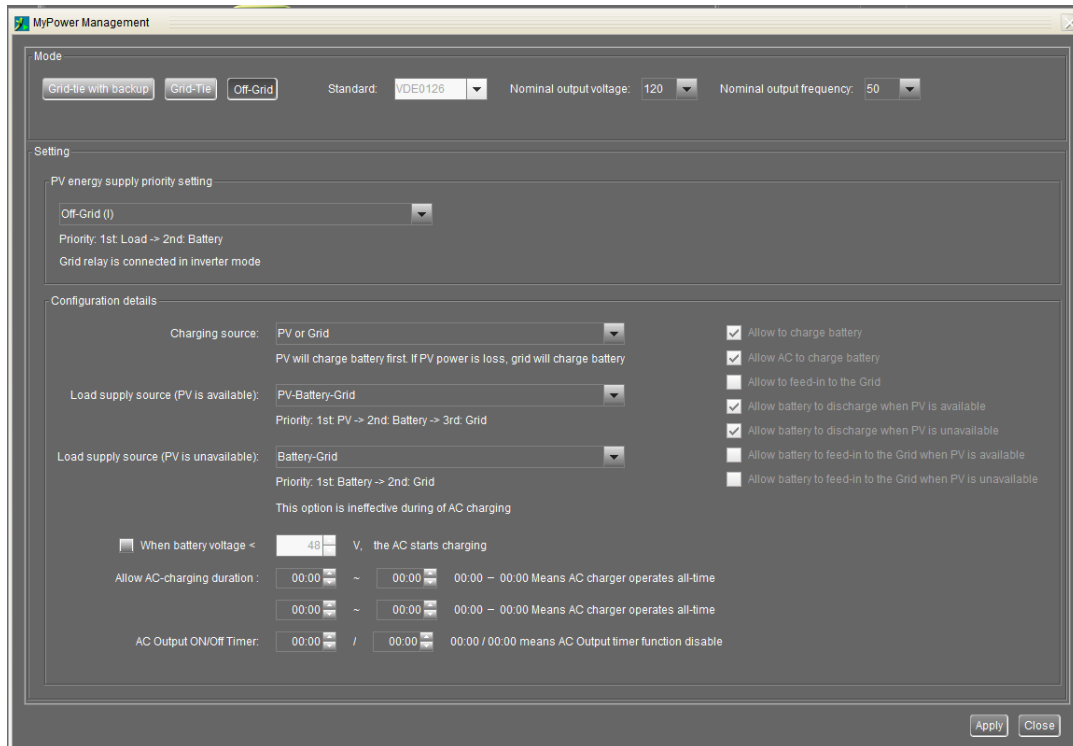 MyPower Management
Mode
Grid-tie with backup Grid-Tie Off-Grid Standard: VDE0126 Nominal output voltage: 120 Nominal output frequency: 50
Setting
PV energy supply priority setting
Off-Grid (I)
Priority: 1st: Load -> 2nd: Battery
Grid relay is connected in inverter mode
Configuration details
Charging source: PV or Grid
PV will charge battery first. If PV power is loss, grid will charge battery
Load supply source (PV is available): PV-Battery-Grid
Priority: 1st: PV -> 2nd: Battery -> 3rd: Grid
Load supply source (PV is unavailable): Battery-Grid
Priority: 1st: Battery -> 2nd: Grid
This option is ineffective during of AC charging
Allow to charge battery
Allow AC to charge battery
Allow to feed-in to the Grid
Allow battery to discharge when PV is available
Allow battery to discharge when PV is unavailable
Allow battery to feed-in to the Grid when PV is available
Allow battery to feed-in to the Grid when PV is unavailable
When battery voltage < 48 V, the AC starts charging
Allow AC-charging duration : 00:00 ~ 00:00 00:00 – 00:00 Means AC charger operates all-time
00:00 ~ 00:00 00:00 – 00:00 Means AC charger operates all-time
AC Output ON/Off Timer: 00:00 / 00:00 00:00 / 00:00 means AC Output timer function disable
Apply Close